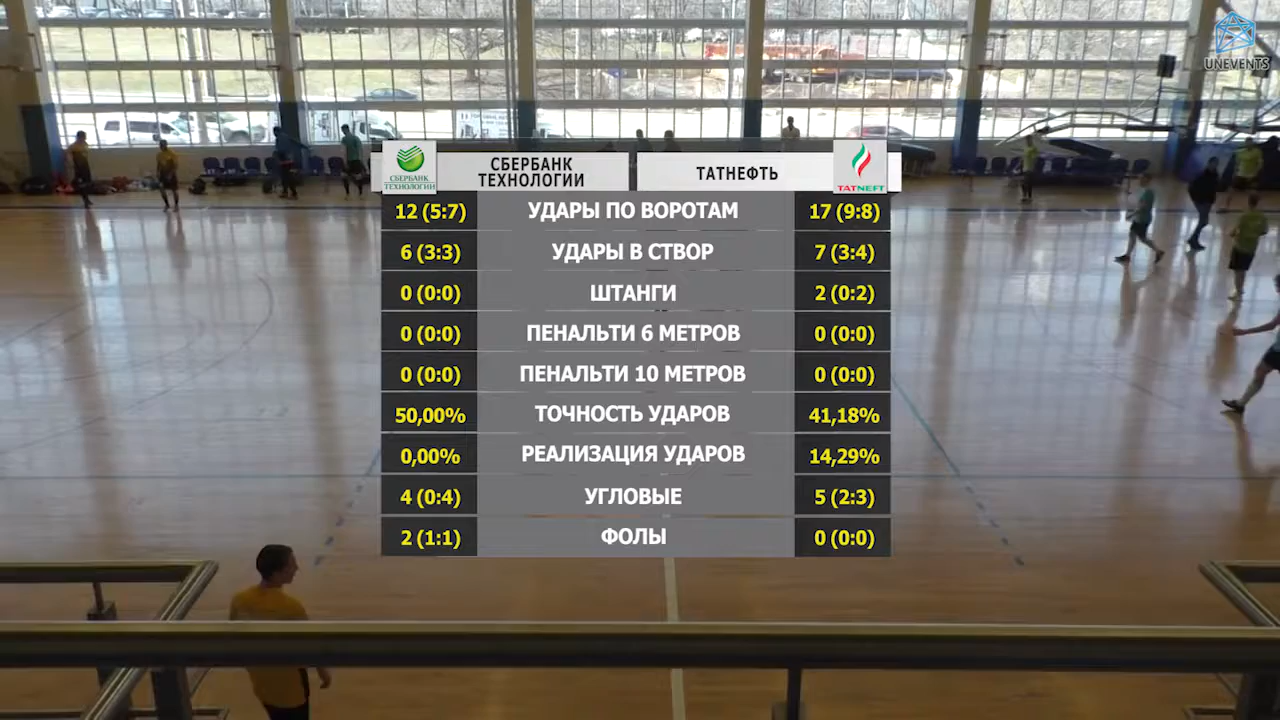 UNEVENTS
СБЕРБАНК ТЕХНОЛОГИИ
СБЕРБАНК
ТЕХНОЛОГИИ
ТАТНЕФТЬ
TATNEFT
12 (5:7) УДАРЫ ПО ВОРОТАМ 17 (9:8)
6 (3:3) УДАРЫ В СТВОР 7 (3:4)
0 (0:0) ШТАНГИ 2 (0:2)
0 (0:0) ПЕНАЛЬТИ 6 МЕТРОВ 0 (0:0)
0 (0:0) ПЕНАЛЬТИ 10 МЕТРОВ 0 (0:0)
50,00% ТОЧНОСТЬ УДАРОВ 41,18%
0,00% РЕАЛИЗАЦИЯ УДАРОВ 14,29%
4 (0:4) УГЛОВЫЕ 5 (2:3)
2 (1:1) ФОЛЫ 0 (0:0)